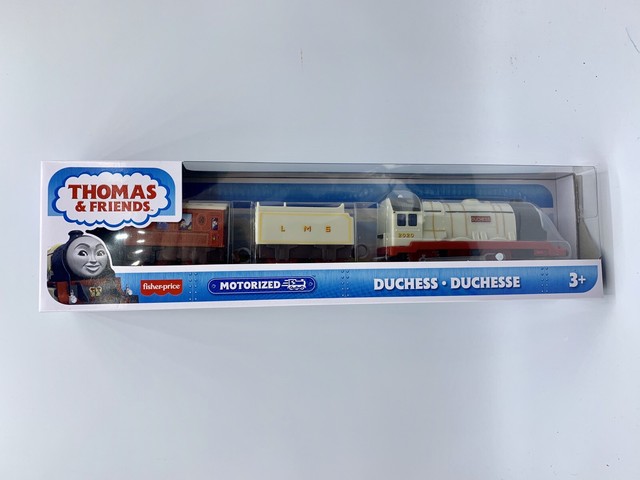 THOMAS
& FRIENDS
L M S
fisher-price
MOTORIZED
DUCHESS • DUCHESSE
3+